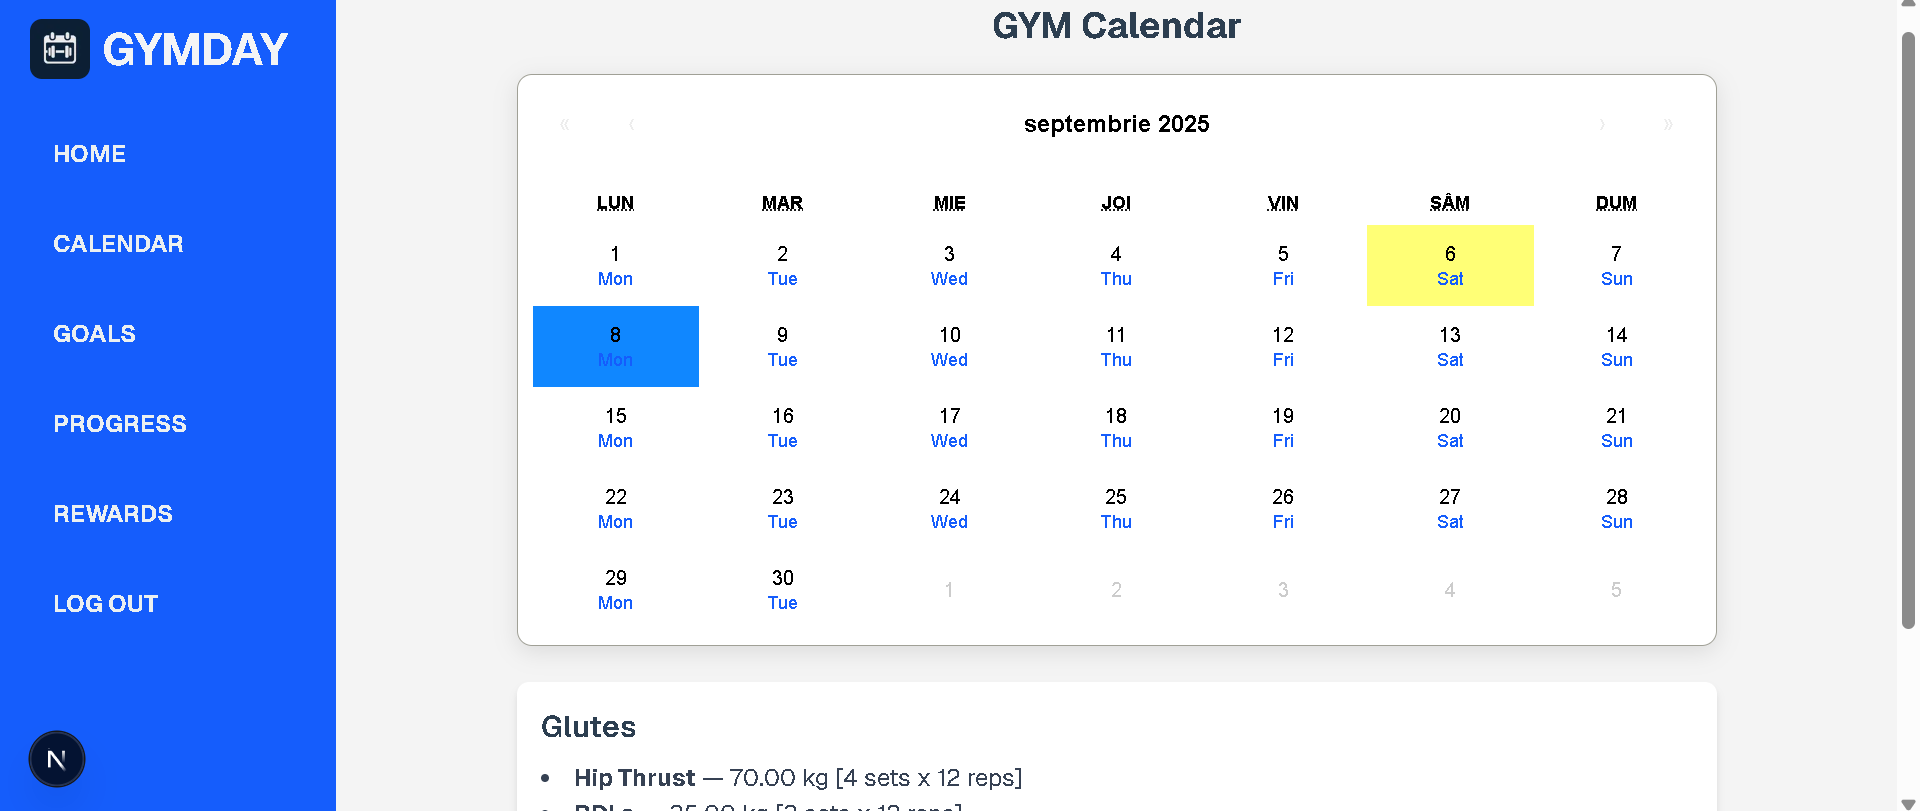 GYMDAY
HOME
CALENDAR
GOALS
PROGRESS
REWARDS
LOG OUT
N
GYM Calendar
« ‹ septembrie 2025 › »
LUN MAR MIE JOI VIN SÂM DUM
1 2 3 4 5 6 7
Mon Tue Wed Thu Fri Sat Sun
8 9 10 11 12 13 14
Mon Tue Wed Thu Fri Sat Sun
15 16 17 18 19 20 21
Mon Tue Wed Thu Fri Sat Sun
22 23 24 25 26 27 28
Mon Tue Wed Thu Fri Sat Sun
29 30 1 2 3 4 5
Mon Tue
Glutes
• Hip Thrust — 70.00 kg [4 sets x 12 reps]